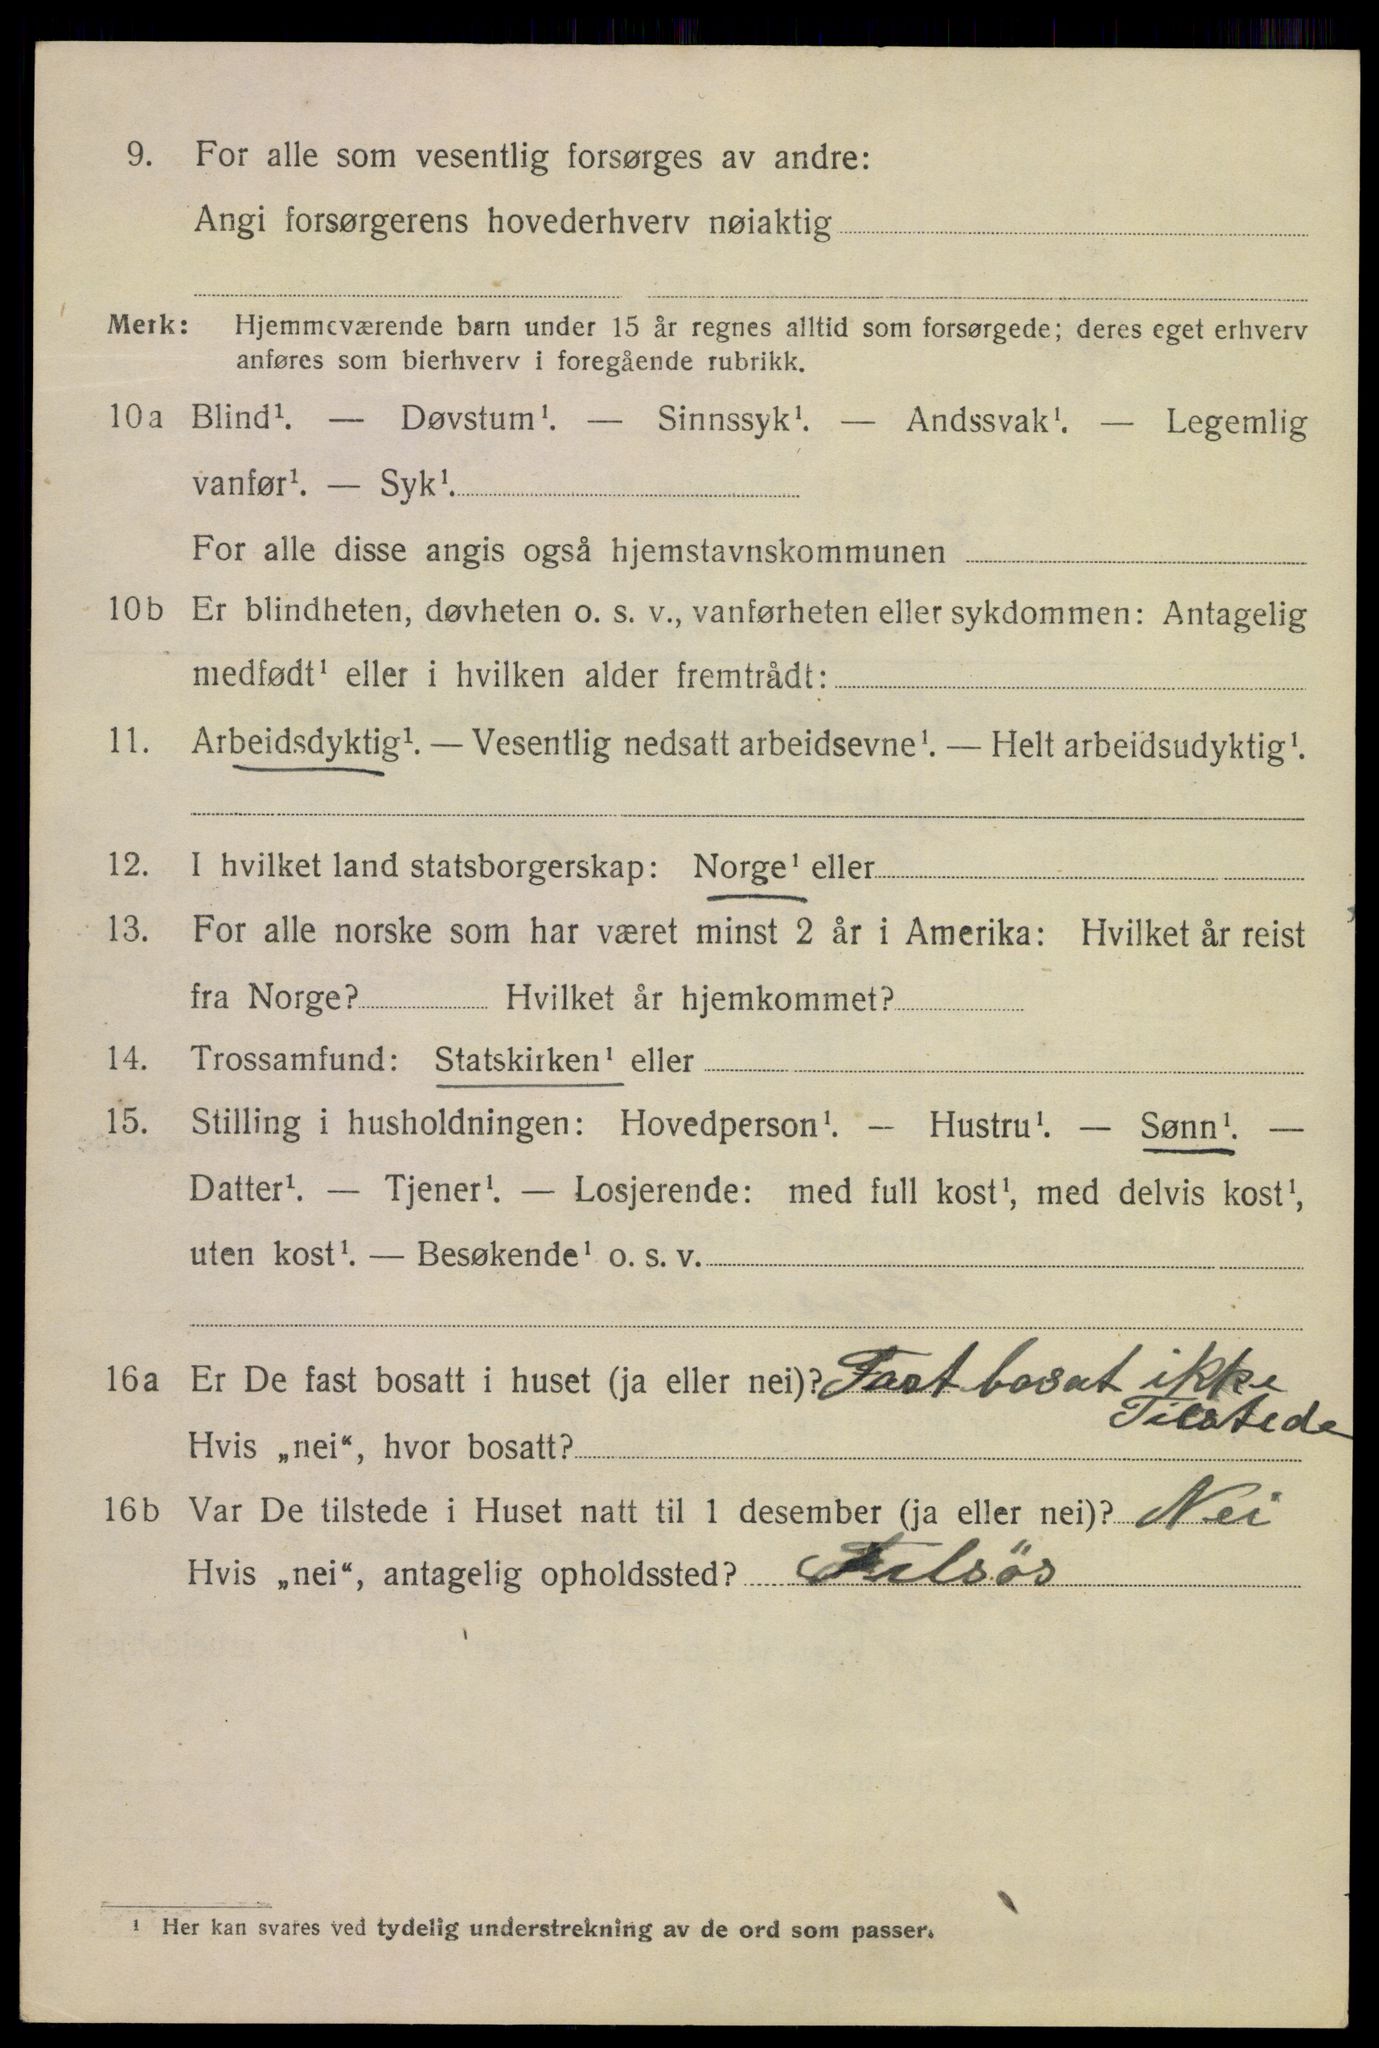 9. For alle som vesentlig forsørges av andre:
Angi forsørgerens hovederhverv nøiaktig
Merk: Hjemmeværende barn under 15 år regnes alltid som forsørgede; deres eget erhverv
anføres som bierhverv i foregående rubrikk.
10a Blind¹. — Døvstum¹. — Sinnssyk¹. — Andssvak¹. — Legemlig
vanfør¹. — Syk¹.
For alle disse angis også hjemstavnskommunen
10b Er blindheten, døvheten o. s. v., vanførheten eller sykdommen: Antagelig
medfødt¹ eller i hvilken alder fremtrådt:
11. Arbeidsdyktig¹. — Vesentlig nedsatt arbeidsevne¹. — Helt arbeidsudyktig¹.
12. I hvilket land statsborgerskap: Norge¹ eller
13. For alle norske som har været minst 2 år i Amerika: Hvilket år reist
fra Norge? Hvilket år hjemkommet?
14. Trossamfund: Statskirken¹ eller
15. Stilling i husholdningen: Hovedperson¹. — Hustru¹. — Sønn¹. —
Datter¹. — Tjener¹. — Losjerende: med full kost¹, med delvis kost¹,
uten kost¹. — Besøkende¹ o. s. v.
16a Er De fast bosatt i huset (ja eller nei)? Fast bosat ikke
Tilstede
Hvis „nei“, hvor bosatt?
16b Var De tilstede i Huset natt til 1 desember (ja eller nei)? Nei
Hvis „nei“, antagelig opholdssted? Tilsøs
¹ Her kan svares ved tydelig understrekning av de ord som passer.